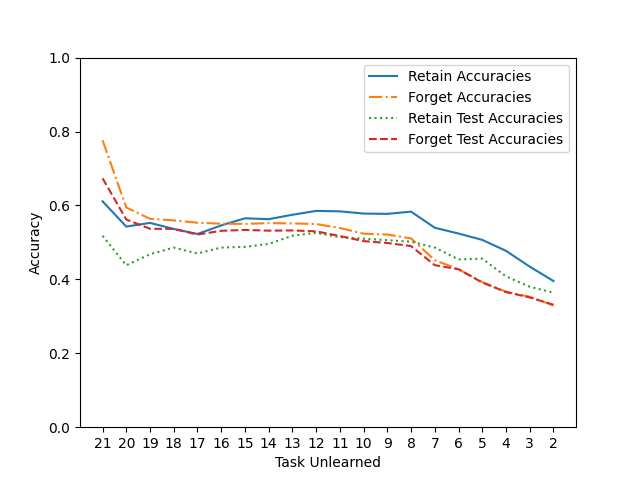 1.0
0.8
0.6
0.4
0.2
0.0
Accuracy
Retain Accuracies
Forget Accuracies
Retain Test Accuracies
Forget Test Accuracies
21 20 19 18 17 16 15 14 13 12 11 10 9 8 7 6 5 4 3 2
Task Unlearned